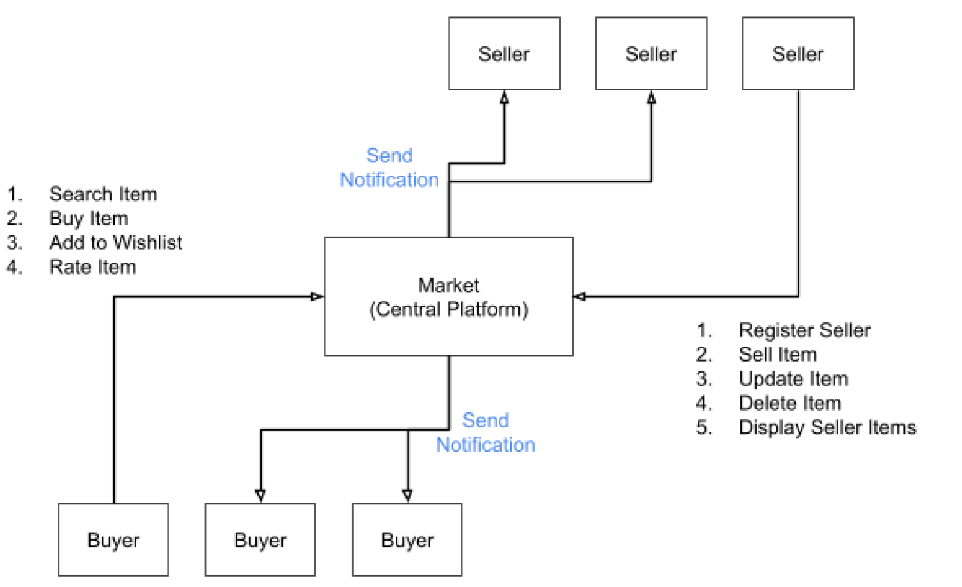 Seller
Seller
Seller
Send
Notification
1. Search Item
2. Buy Item
3. Add to Wishlist
4. Rate Item
Market
(Central Platform)
1. Register Seller
2. Sell Item
3. Update Item
4. Delete Item
5. Display Seller Items
Send
Notification
Buyer
Buyer
Buyer